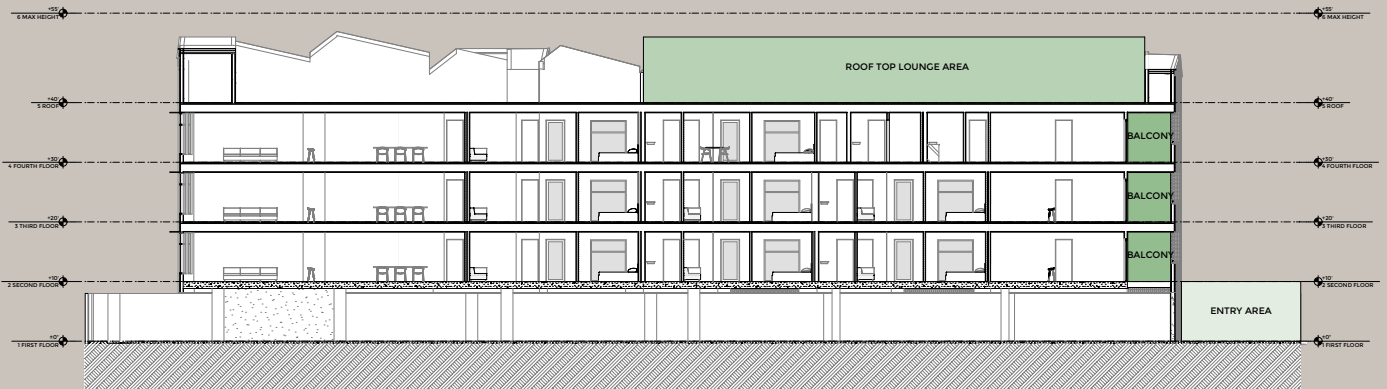 +55'
6 MAX HEIGHT
+55'
6 MAX HEIGHT
ROOF TOP LOUNGE AREA
+40'
5 ROOF
+40'
5 ROOF
BALCONY
+30'
4 FOURTH FLOOR
+30'
4 FOURTH FLOOR
BALCONY
+20'
3 THIRD FLOOR
+20'
3 THIRD FLOOR
BALCONY
+10'
2 SECOND FLOOR
+10'
2 SECOND FLOOR
ENTRY AREA
±0'
1 FIRST FLOOR
±0'
1 FIRST FLOOR